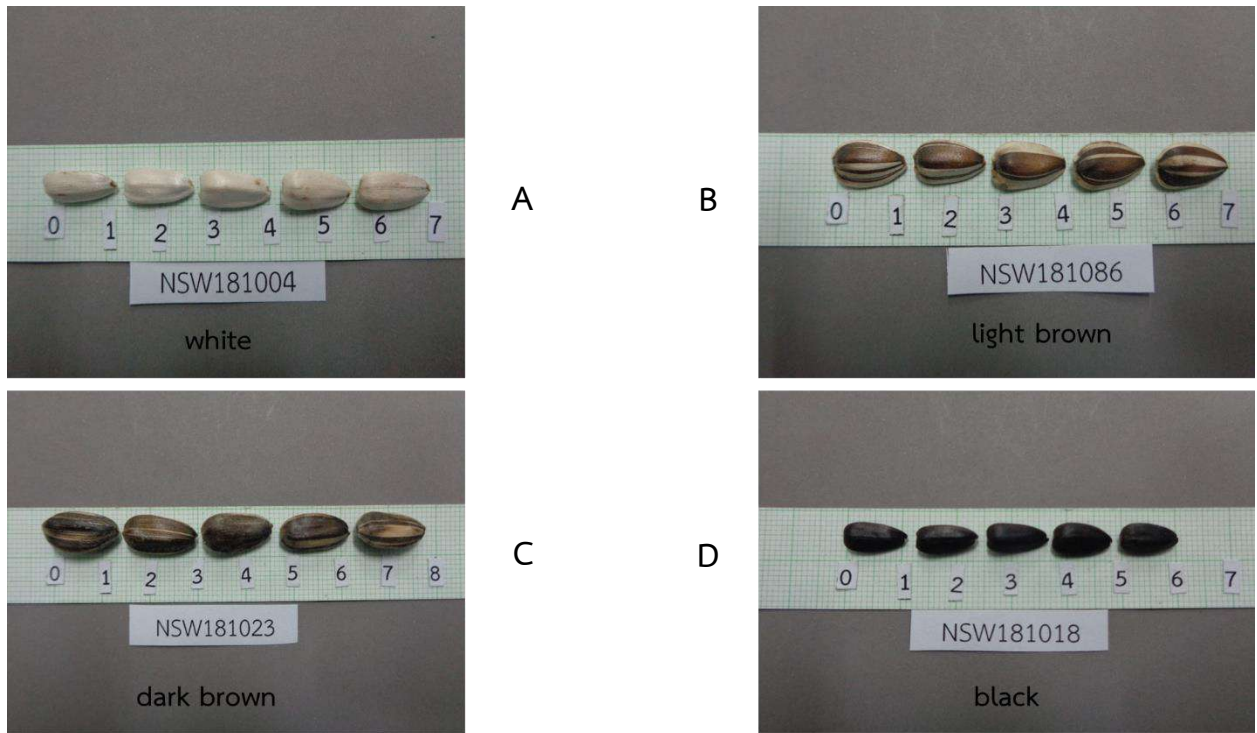 0 1 2 3 4 5 6 7
NSW181004
white
A
B
0 1 2 3 4 5 6 7
NSW181086
light brown
0 1 2 3 4 5 6 7 8
NSW181023
dark brown
C
D
0 1 2 3 4 5 6 7
NSW181018
black